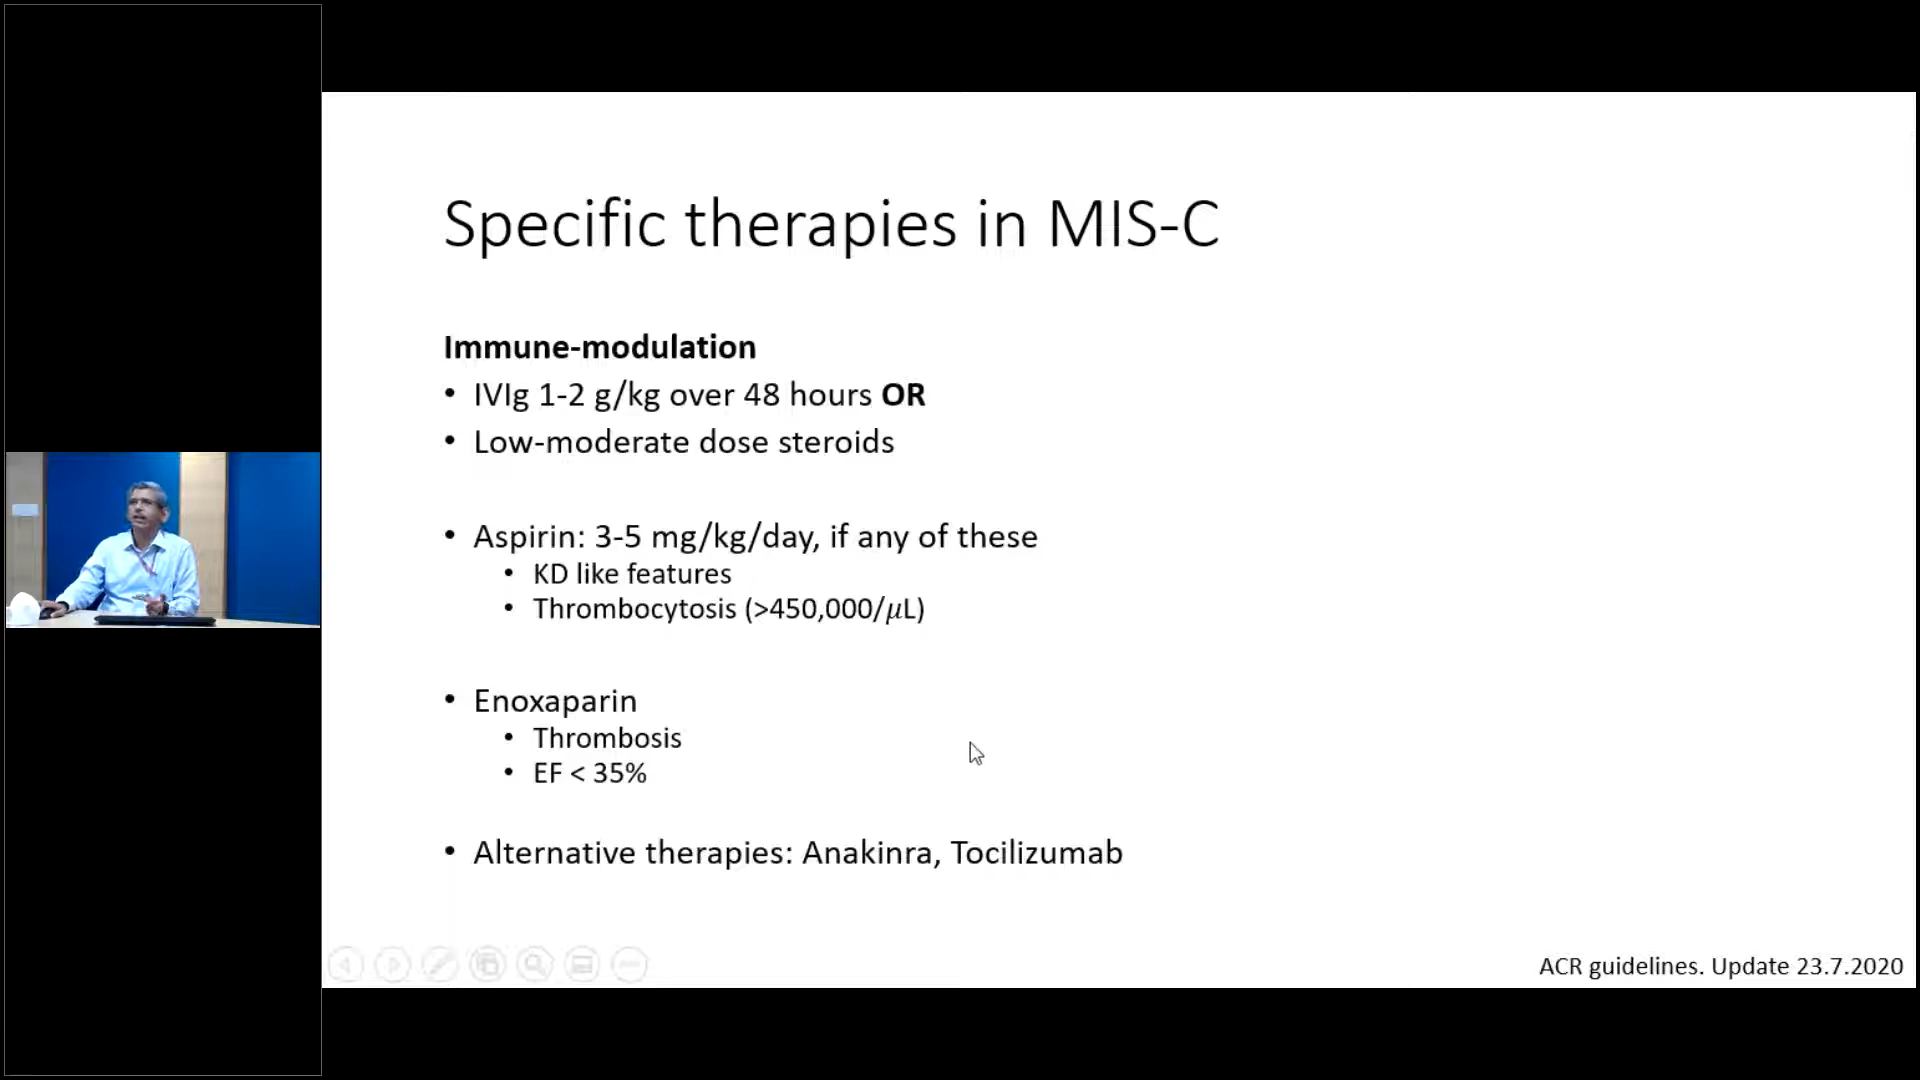 Specific therapies in MIS-C
Immune-modulation
• IVIg 1-2 g/kg over 48 hours OR
• Low-moderate dose steroids
• Aspirin: 3-5 mg/kg/day, if any of these
• KD like features
• Thrombocytosis (>450,000/𝜇L)
• Enoxaparin
• Thrombosis
• EF < 35%
• Alternative therapies: Anakinra, Tocilizumab
ACR guidelines. Update 23.7.2020